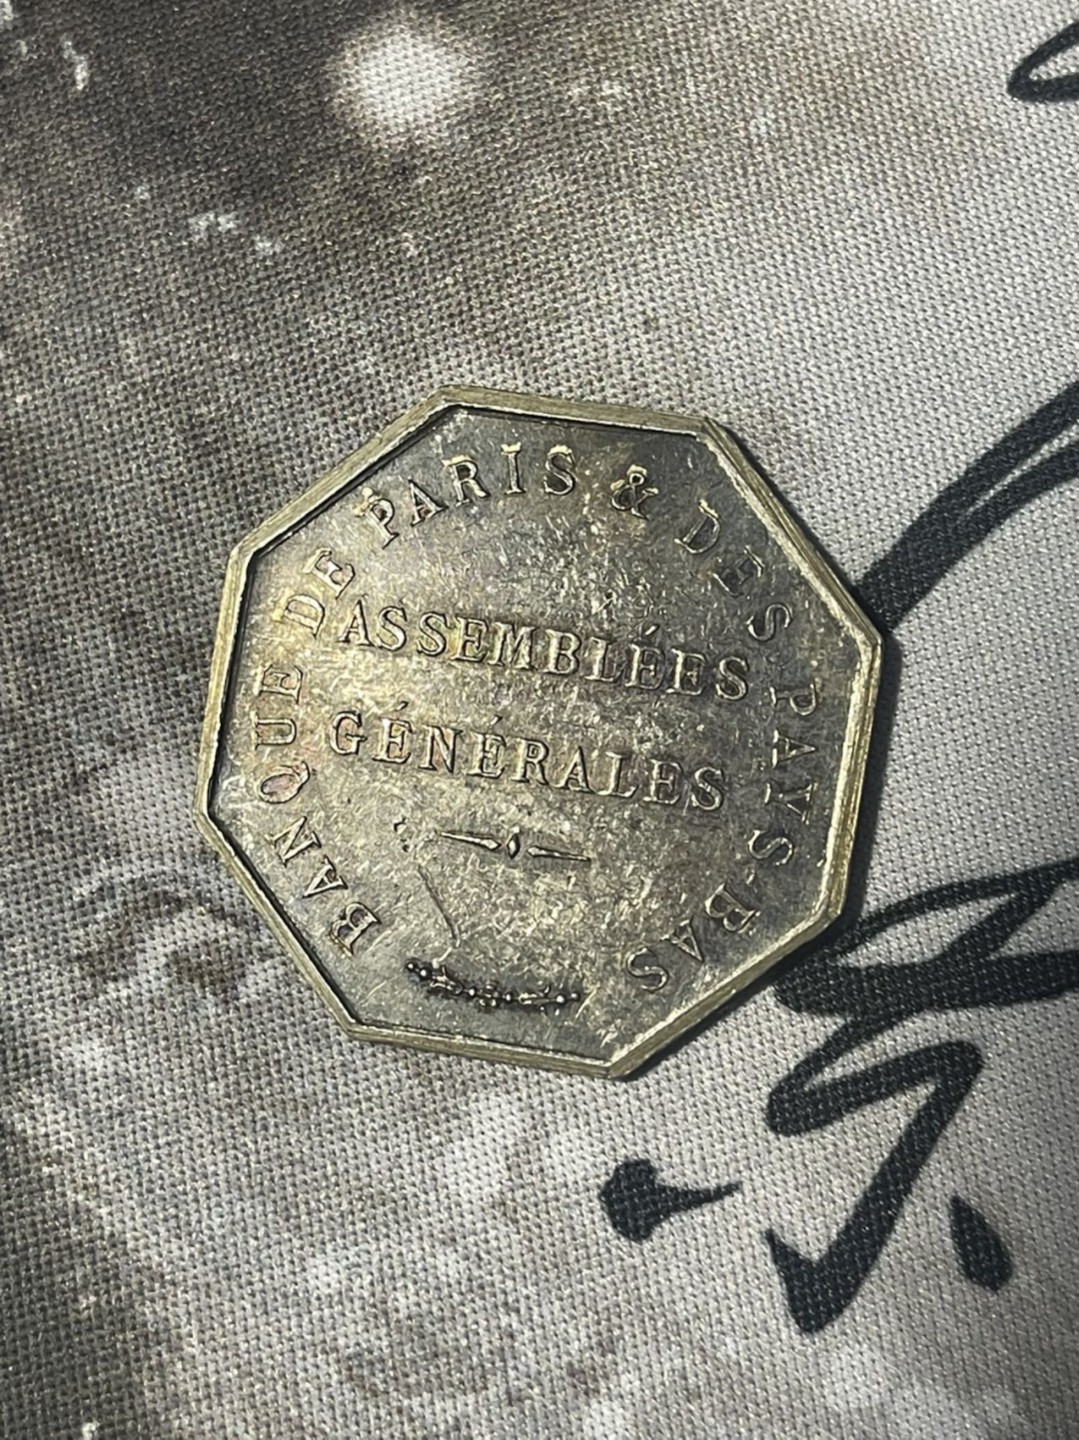 BANQUE DE PARIS & DES PAYS-BAS
ASSEMBLÉES
GÉNÉRALES